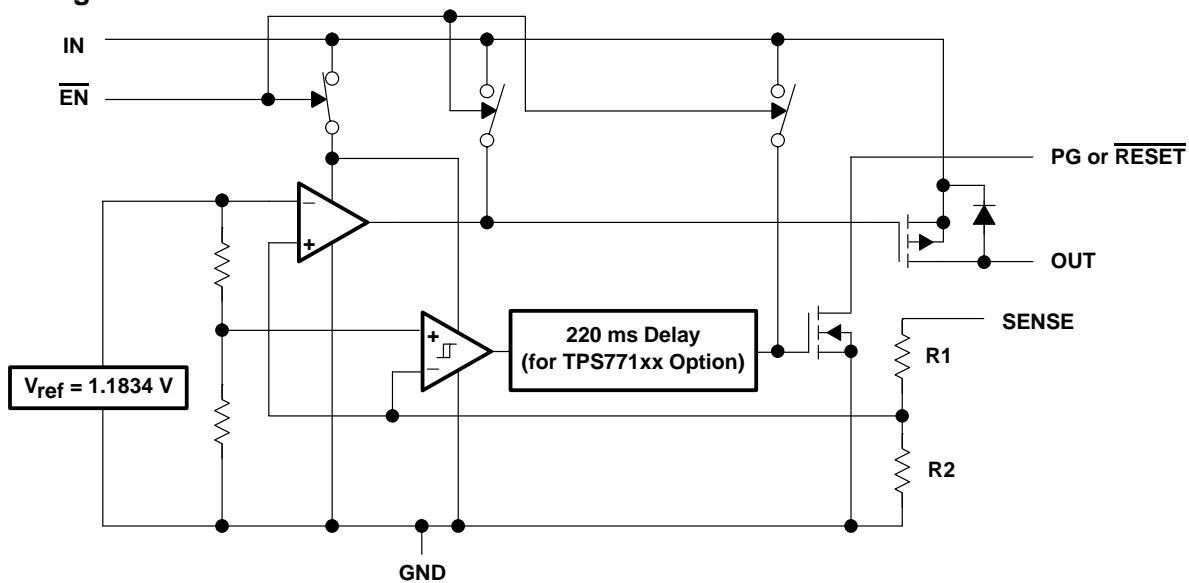 IN
EN
PG or RESET
−
+
OUT
SENSE
+
−
220 ms Delay
(for TPS771xx Option)
R1
Vref = 1.1834 V
R2
GND